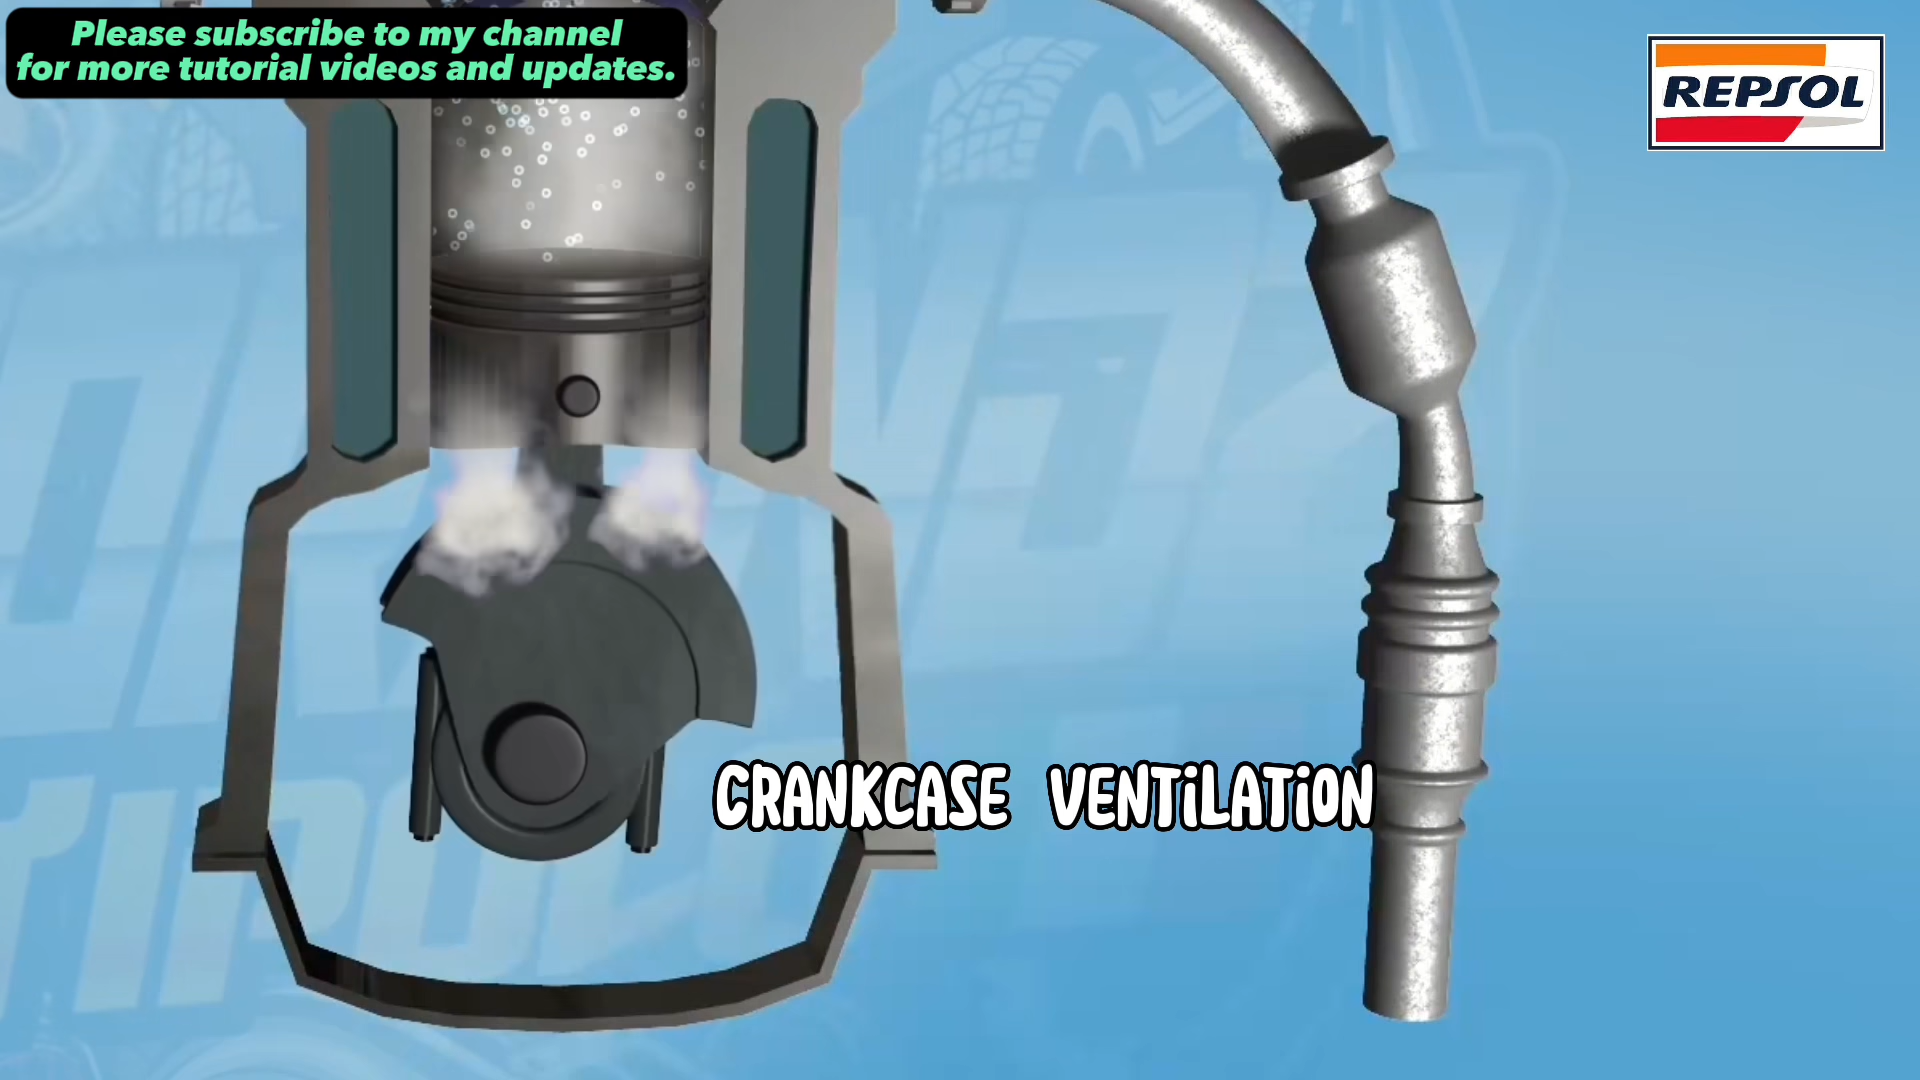 Please subscribe to my channel
for more tutorial videos and updates.
REPSOL
CRANKCASE VENTILATION